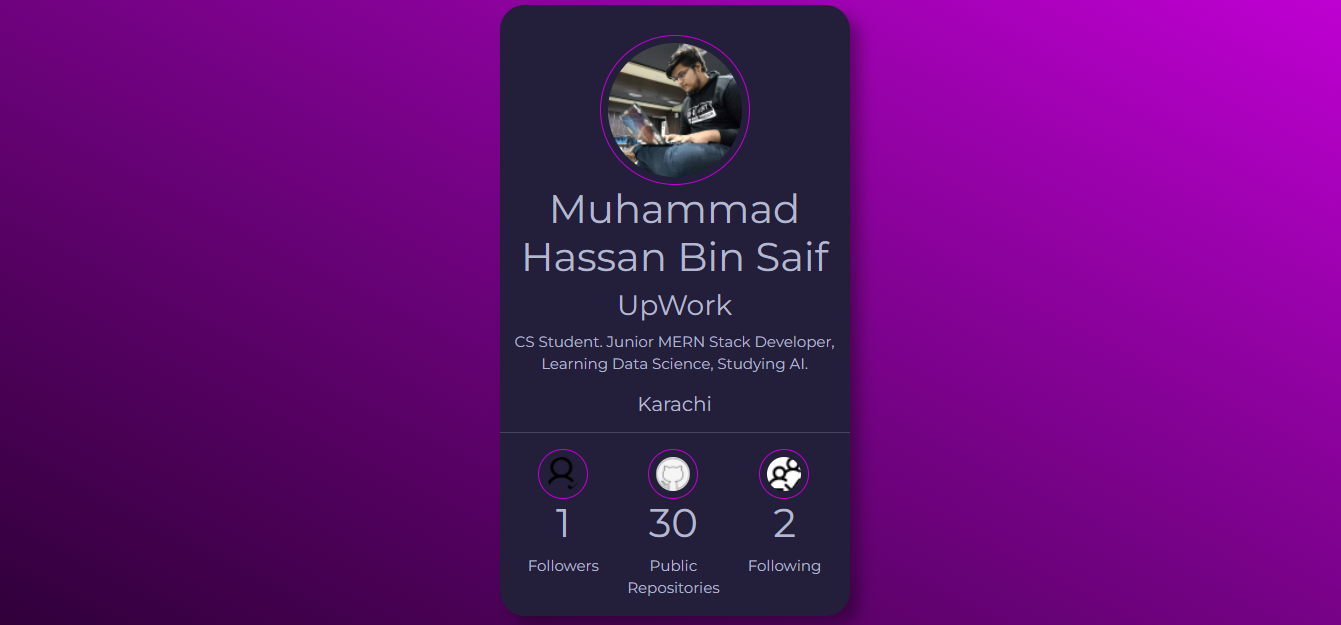 Muhammad
Hassan Bin Saif
UpWork
CS Student. Junior MERN Stack Developer,
Learning Data Science, Studying AI.
Karachi
1
30
2
Followers
Public
Repositories
Following